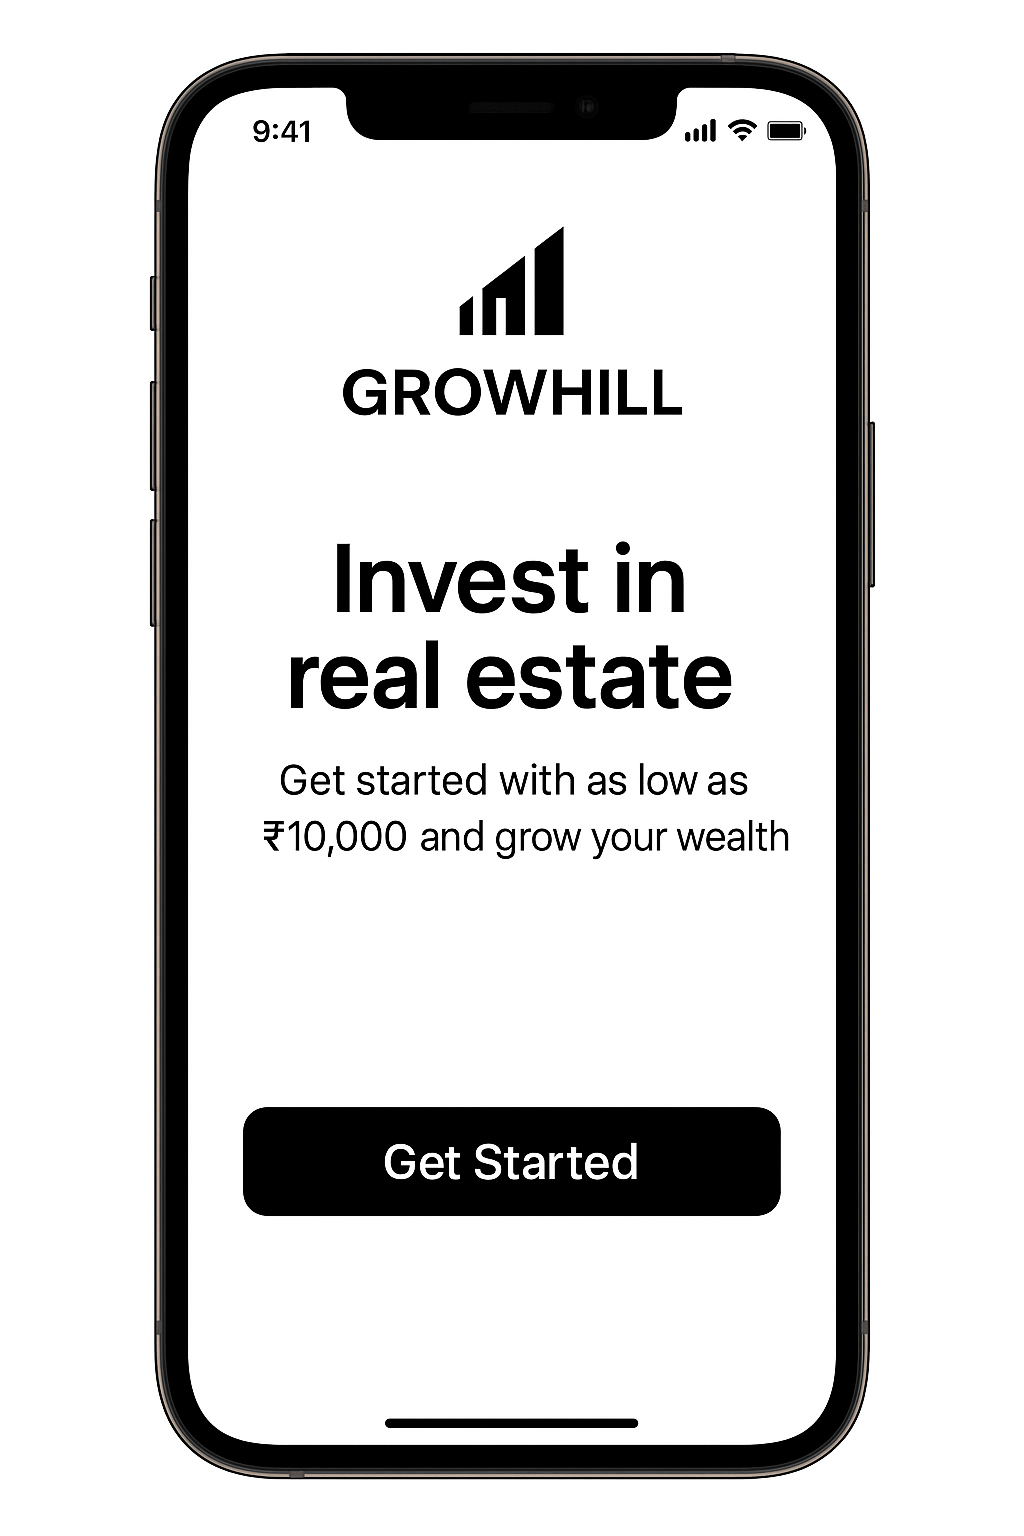 9:41
GROWHILL
Invest in
real estate
Get started with as low as
₹10,000 and grow your wealth
Get Started